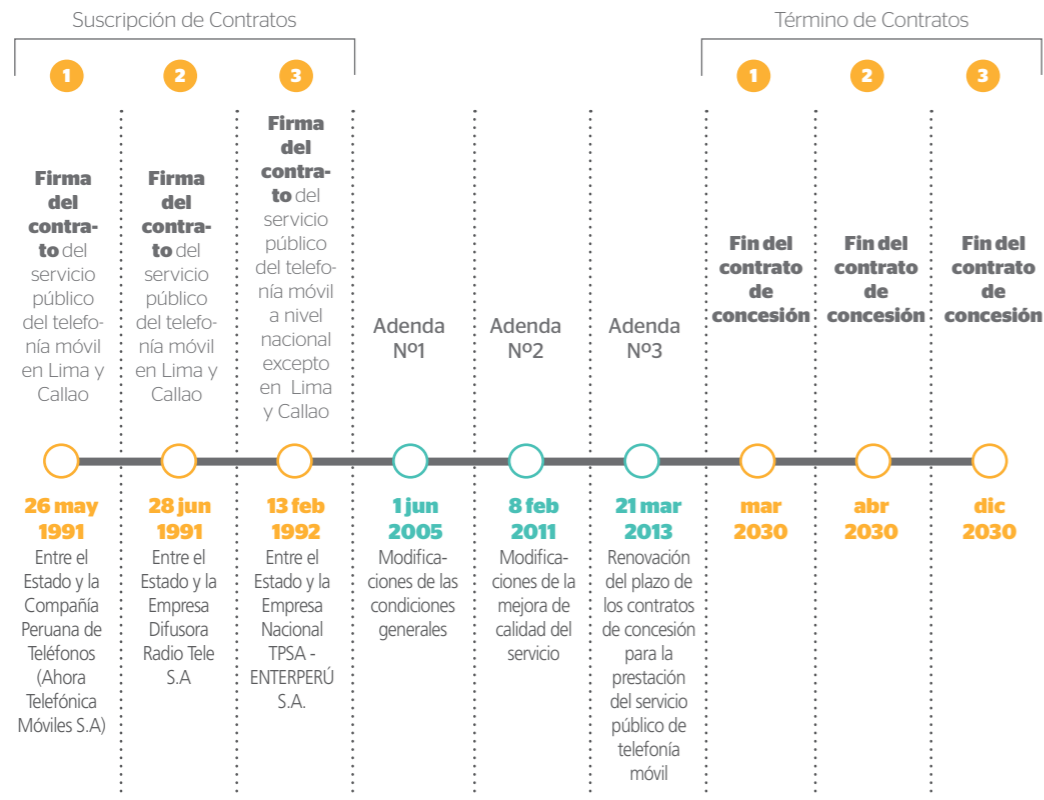 Suscripción de Contratos
Término de Contratos
1
2
3
1
2
3
Firma
del
contra-
to del
servicio
público
del telefo-
nía móvil
en Lima y
Callao
Firma
del
contra-
to del
servicio
público
del telefo-
nía móvil
en Lima y
Callao
Firma
del
contra-
to del
servicio
público
del telefo-
nía móvil
a nivel
nacional
excepto
en Lima
y Callao
Adenda
Nº1
Adenda
Nº2
Adenda
Nº3
Fin del
contrato
de
concesión
Fin del
contrato
de
concesión
Fin del
contrato
de
concesión
26 may
1991
Entre el
Estado y la
Compañía
Peruana de
Teléfonos
(Ahora
Telefónica
Móviles S.A)
28 jun
1991
Entre el
Estado y la
Empresa
Difusora
Radio Tele
S.A
13 feb
1992
Entre el
Estado y la
Empresa
Nacional
TPSA -
ENTERPERÚ
S.A.
1 jun
2005
Modifica-
ciones de las
condiciones
generales
8 feb
2011
Modifica-
ciones de la
mejora de
calidad del
servicio
21 mar
2013
Renovación
del plazo de
los contratos
de concesión
para la
prestación
del servicio
público de
telefonía
móvil
mar
2030
abr
2030
dic
2030